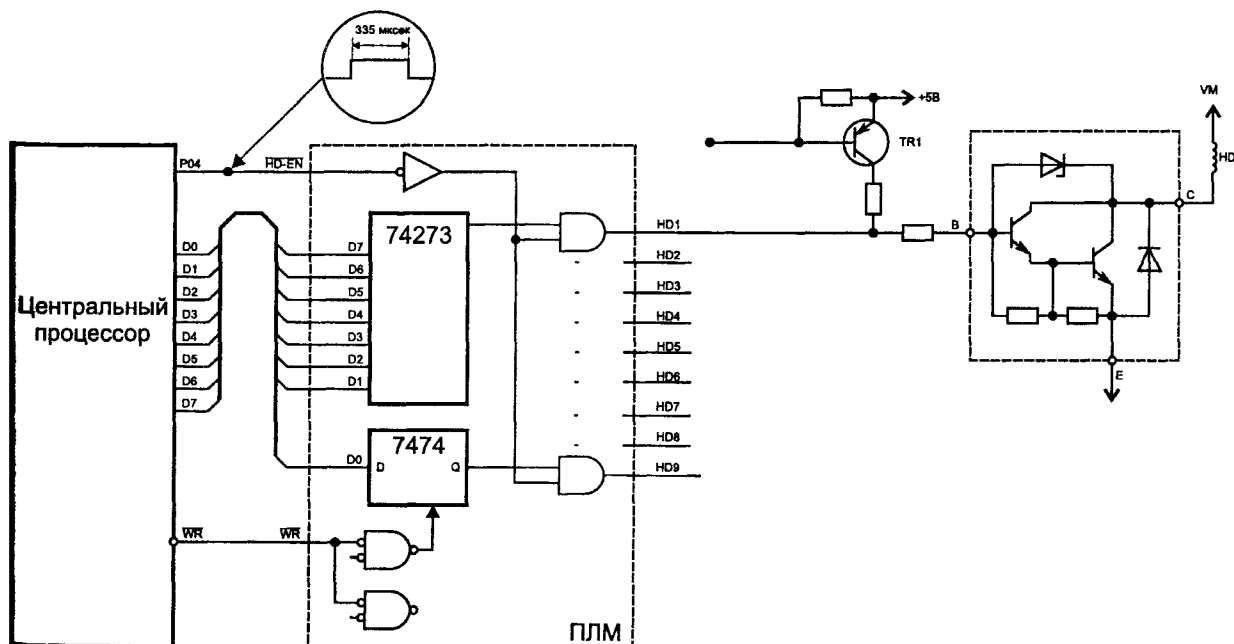 335 мксек
+5В
VM
TR1
HD
P04
HD-EN
74273
HD1
B
C
D0
D7
HD2
D1
D6
HD3
D2
D5
Центральный
процессор
D3
D4
HD4
D4
D3
HD5
D5
D2
HD6
D6
D1
E
D7
HD7
7474
HD8
D0
D
Q
HD9
WR
WR
ПЛМ